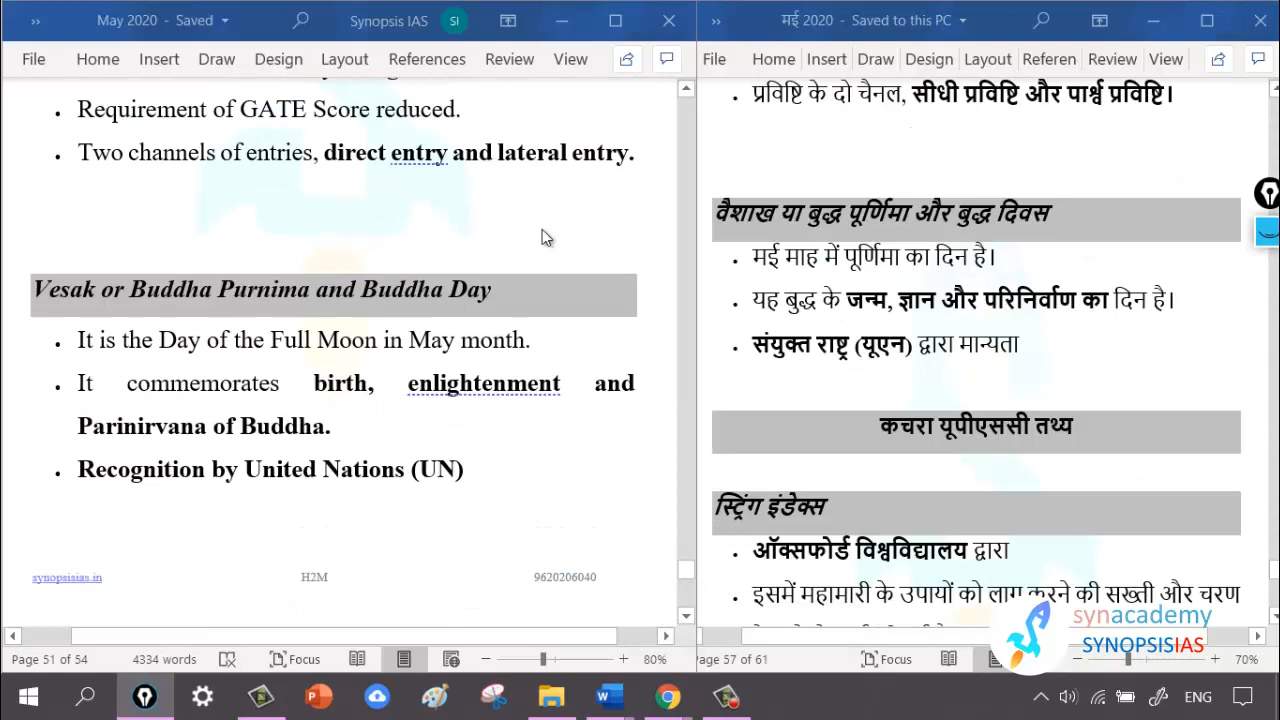 May 2020 - Saved
Synopsis IAS
SI
File Home Insert Draw Design Layout References Review View
Requirement of GATE Score reduced.
Two channels of entries, direct entry and lateral entry.
Vesak or Buddha Purnima and Buddha Day
It is the Day of the Full Moon in May month.
It commemorates birth, enlightenment and
Parinirvana of Buddha.
Recognition by United Nations (UN)
synopsisias.in H2M 9620206040
Page 51 of 54 4334 words Focus 80%
मई 2020 - Saved to this PC
File Home Insert Draw Design Layout Referen Review View
प्रविष्टि के दो चैनल, सीधी प्रविष्टि और पार्श्व प्रविष्टि।
वैशाख या बुद्ध पूर्णिमा और बुद्ध दिवस
मई माह में पूर्णिमा का दिन है।
यह बुद्ध के जन्म, ज्ञान और परिनिर्वाण का दिन है।
संयुक्त राष्ट्र (यूएन) द्वारा मान्यता
कचरा यूपीएससी तथ्य
स्ट्रिंग इंडेक्स
ऑक्सफोर्ड विश्वविद्यालय द्वारा
इसमें महामारी के उपायों को लागू करने की सख्ती और चरण
synacademy
SYNOPSISIAS
Page 57 of 61 Focus 70%
ENG